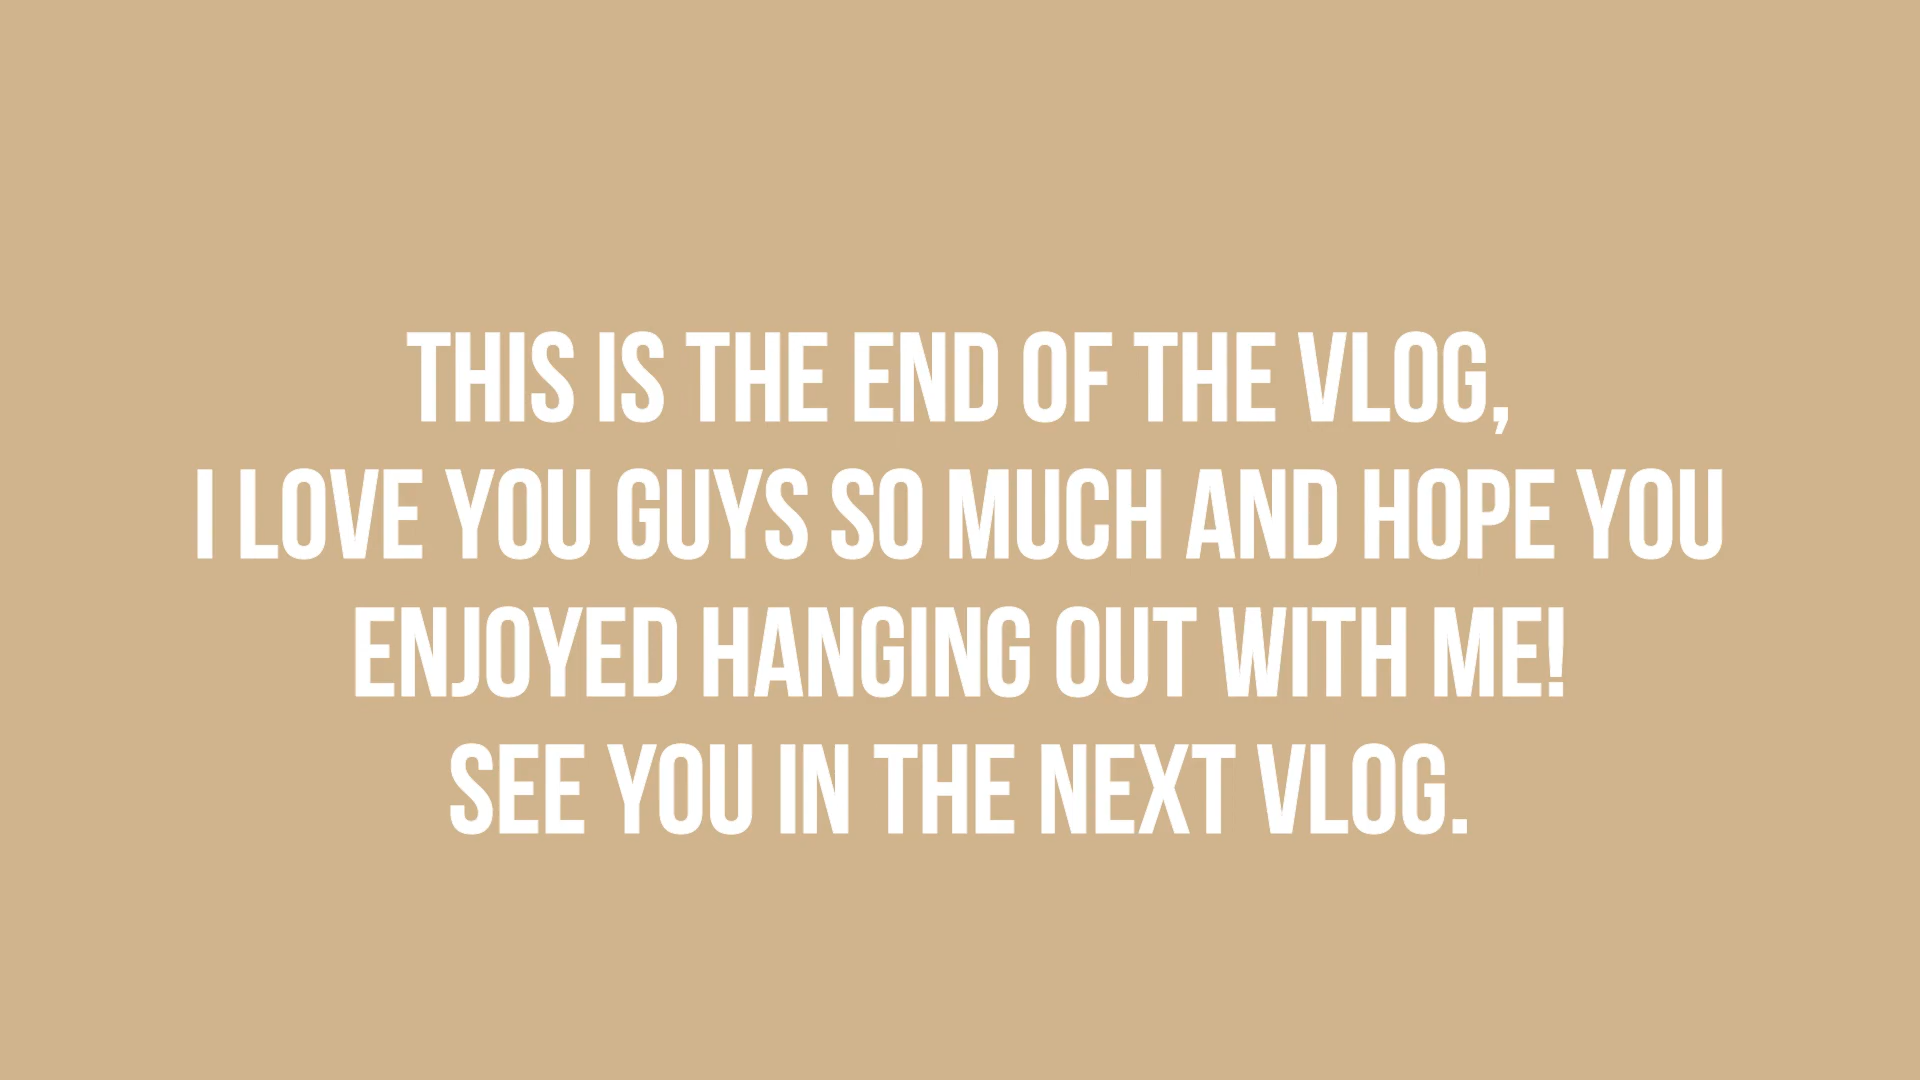 THIS IS THE END OF THE VLOG,
I LOVE YOU GUYS SO MUCH AND HOPE YOU
ENJOYED HANGING OUT WITH ME!
SEE YOU IN THE NEXT VLOG.